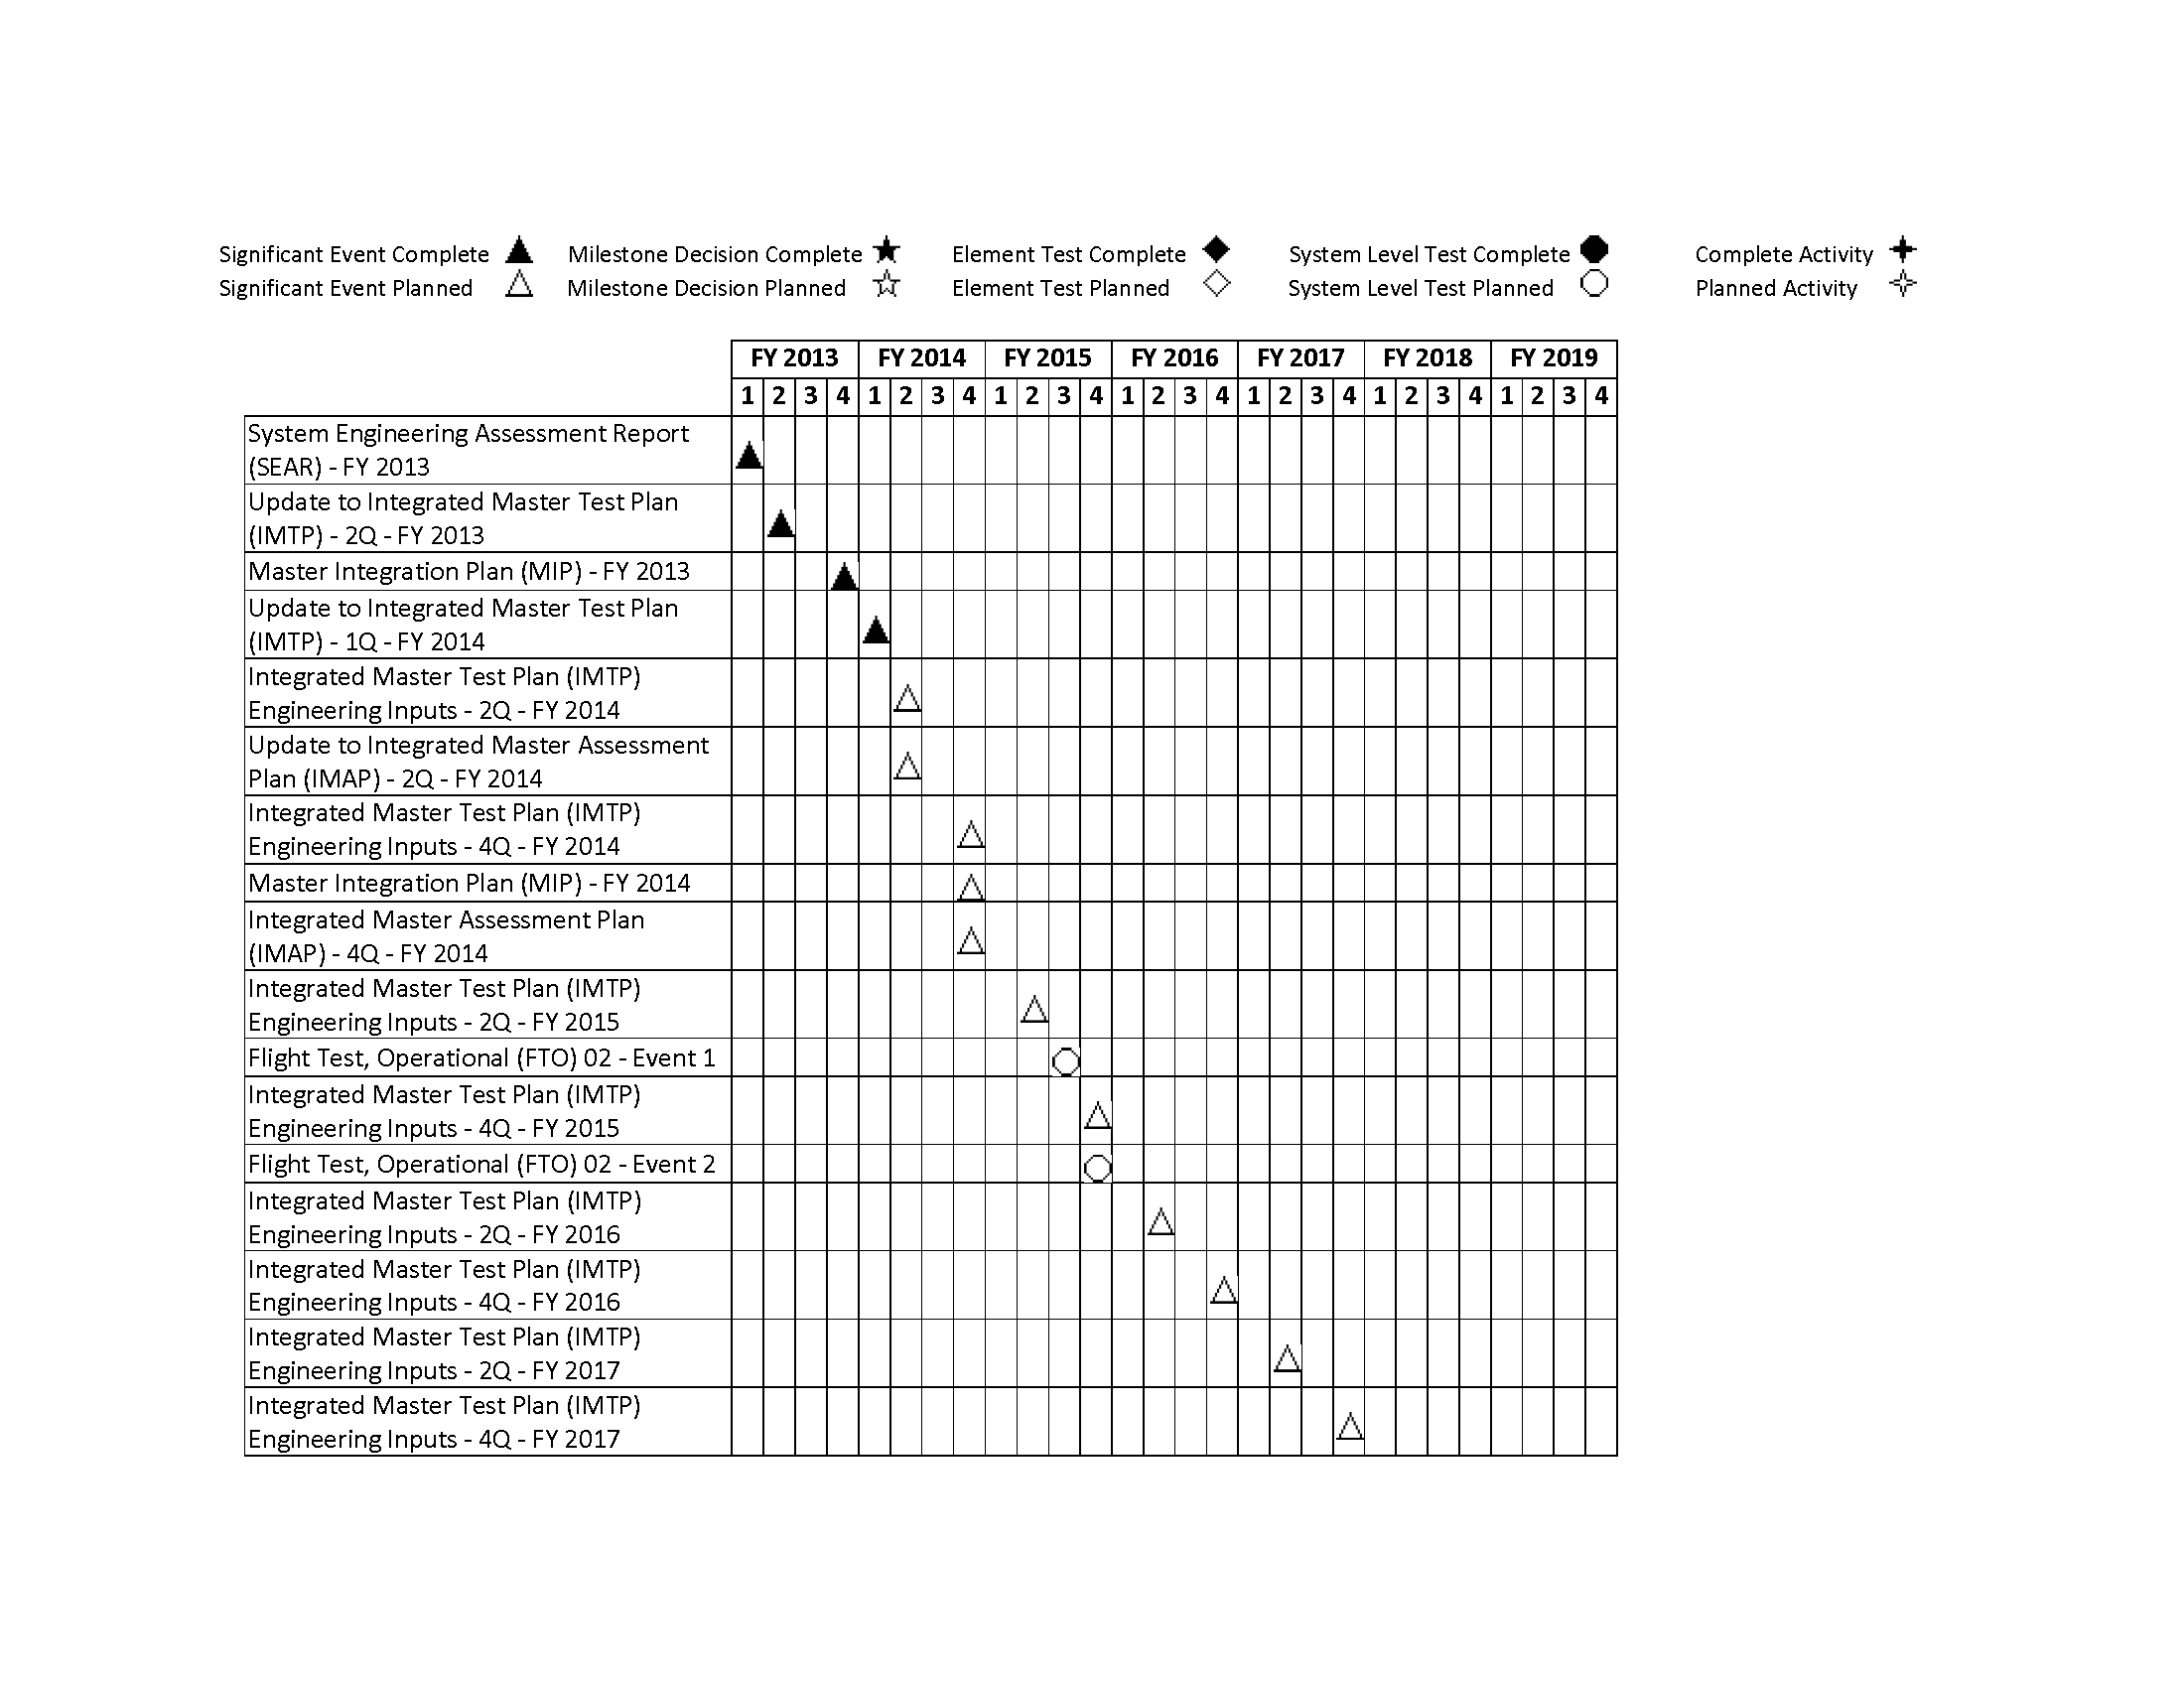 Significant Event Complete Milestone Decision Complete Element Test Complete System Level Test Complete Complete Activity
Significant Event Planned Milestone Decision Planned Element Test Planned System Level Test Planned Planned Activity
FY 2013 FY 2014 FY 2015 FY 2016 FY 2017 FY 2018 FY 2019
1 2 3 4 1 2 3 4 1 2 3 4 1 2 3 4 1 2 3 4 1 2 3 4 1 2 3 4
System Engineering Assessment Report
(SEAR) - FY 2013
Update to Integrated Master Test Plan
(IMTP) - 2Q - FY 2013
Master Integration Plan (MIP) - FY 2013
Update to Integrated Master Test Plan
(IMTP) - 1Q - FY 2014
Integrated Master Test Plan (IMTP)
Engineering Inputs - 2Q - FY 2014
Update to Integrated Master Assessment
Plan (IMAP) - 2Q - FY 2014
Integrated Master Test Plan (IMTP)
Engineering Inputs - 4Q - FY 2014
Master Integration Plan (MIP) - FY 2014
Integrated Master Assessment Plan
(IMAP) - 4Q - FY 2014
Integrated Master Test Plan (IMTP)
Engineering Inputs - 2Q - FY 2015
Flight Test, Operational (FTO) 02 - Event 1
Integrated Master Test Plan (IMTP)
Engineering Inputs - 4Q - FY 2015
Flight Test, Operational (FTO) 02 - Event 2
Integrated Master Test Plan (IMTP)
Engineering Inputs - 2Q - FY 2016
Integrated Master Test Plan (IMTP)
Engineering Inputs - 4Q - FY 2016
Integrated Master Test Plan (IMTP)
Engineering Inputs - 2Q - FY 2017
Integrated Master Test Plan (IMTP)
Engineering Inputs - 4Q - FY 2017